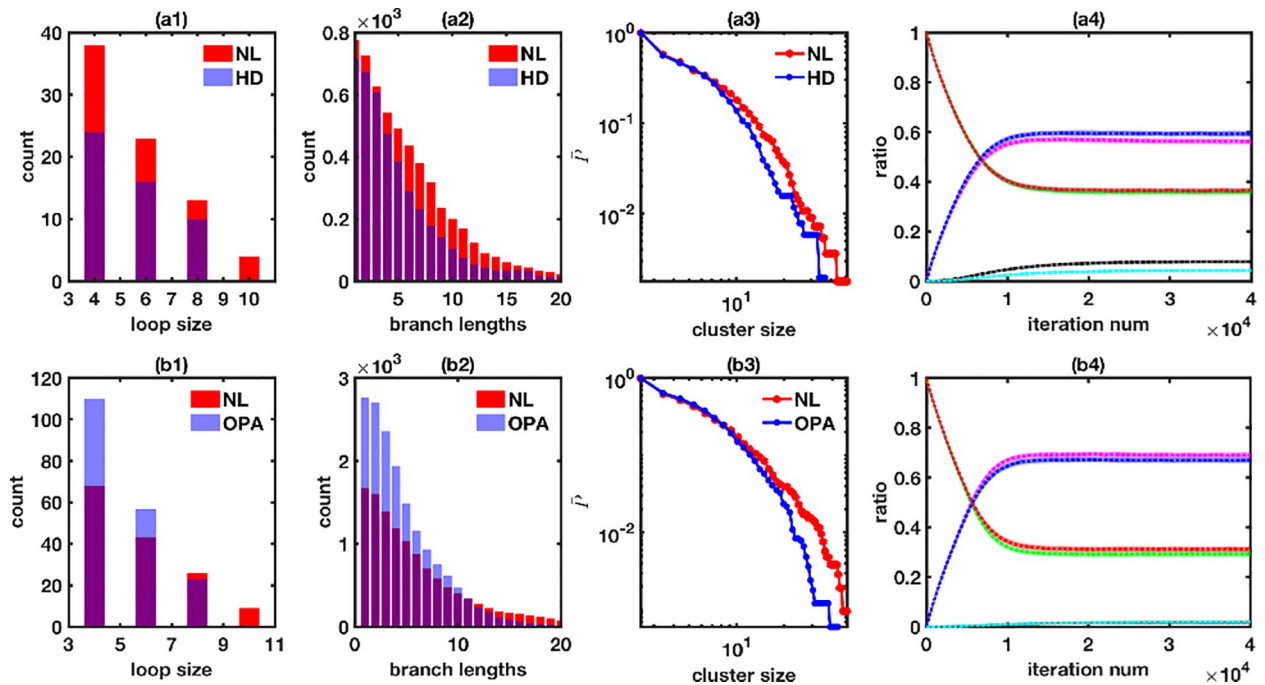 (a1)
40
30
20
10
0
count
3 4 5 6 7 8 9 10 11
loop size
NL
HD
(a2)
×10³
0.8
0.6
0.4
0.2
0
count
5 10 15 20
branch lengths
NL
HD
(a3)
10⁰
10⁻¹
10⁻²
P̄
10¹
cluster size
NL
HD
(a4)
1
0.8
0.6
0.4
0.2
0
ratio
0 1 2 3 4
×10⁴
iteration num
(b1)
120
100
80
60
40
20
0
count
3 5 7 9 11
loop size
NL
OPA
(b2)
×10³
3
2
1
0
count
0 5 10 15 20
branch lengths
NL
OPA
(b3)
10⁰
10⁻²
P̄
10¹
cluster size
NL
OPA
(b4)
1
0.8
0.6
0.4
0.2
0
ratio
0 1 2 3 4
×10⁴
iteration num